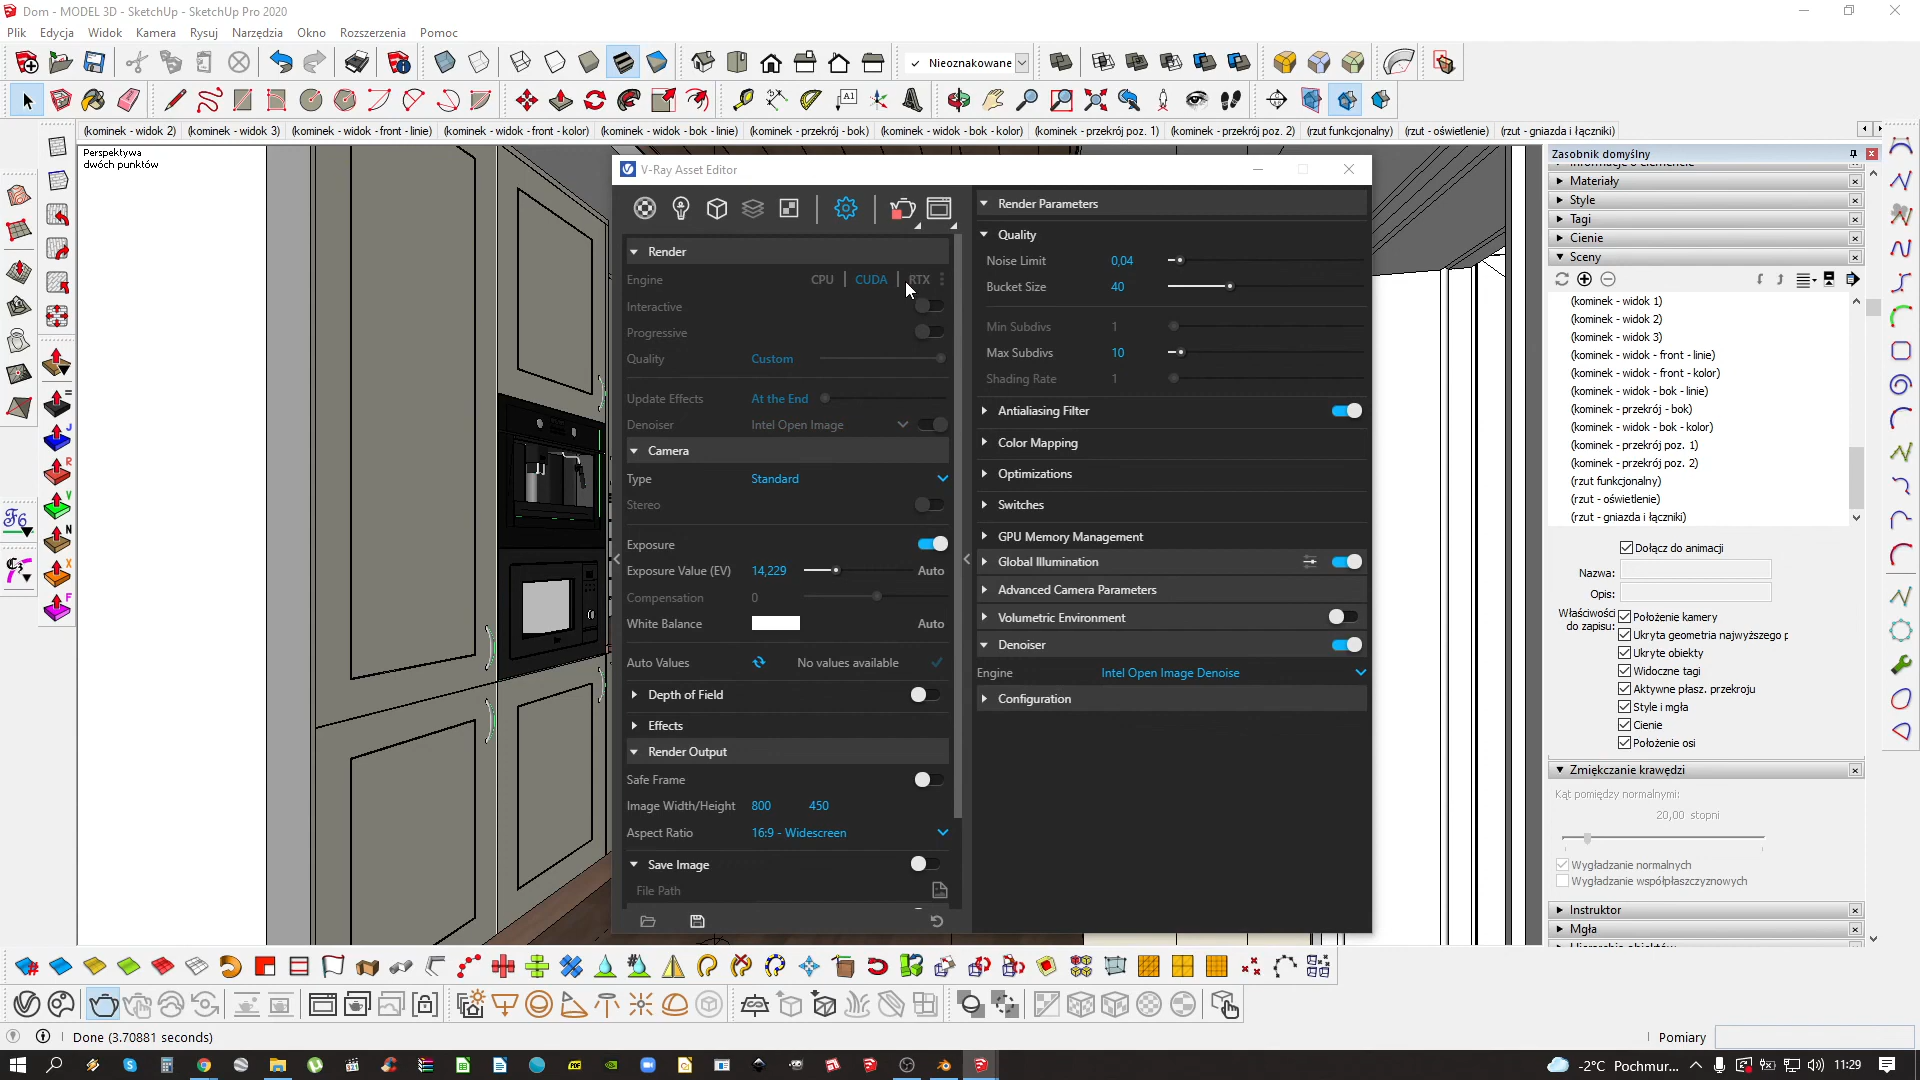 Dom - MODEL 3D - SketchUp - SketchUp Pro 2020
Plik Edycja Widok Kamera Rysuj Narzędzia Okno Rozszerzenia Pomoc
✓ Nieoznakowane
(kominek - widok 2) (kominek - widok 3) (kominek - widok - front - linie) (kominek - widok - front - kolor) (kominek - widok - bok - linie) (kominek - przekrój - bok) (kominek - widok - bok - kolor) (kominek - przekrój poz. 1) (kominek - przekrój poz. 2) (rzut funkcjonalny) (rzut - oświetlenie) (rzut - gniazda i łączniki)
Perspektywa
dwóch punktów
V-Ray Asset Editor
Render
Engine CPU CUDA RTX
Interactive
Progressive
Quality Custom
Update Effects At the End
Denoiser Intel Open Image
Camera
Type Standard
Stereo
Exposure
Exposure Value (EV) 14,229 Auto
Compensation 0
White Balance Auto
Auto Values No values available
Depth of Field
Effects
Render Output
Safe Frame
Image Width/Height 800 450
Aspect Ratio 16:9 - Widescreen
Save Image
File Path
Render Parameters
Quality
Noise Limit 0,04
Bucket Size 40
Min Subdivs 1
Max Subdivs 10
Shading Rate 1
Antialiasing Filter
Color Mapping
Optimizations
Switches
GPU Memory Management
Global Illumination
Advanced Camera Parameters
Volumetric Environment
Denoiser
Engine Intel Open Image Denoise
Configuration
Zasobnik domyślny
Materiały
Style
Tagi
Cienie
Sceny
(kominek - widok 1)
(kominek - widok 2)
(kominek - widok 3)
(kominek - widok - front - linie)
(kominek - widok - front - kolor)
(kominek - widok - bok - linie)
(kominek - przekrój - bok)
(kominek - widok - bok - kolor)
(kominek - przekrój poz. 1)
(kominek - przekrój poz. 2)
(rzut funkcjonalny)
(rzut - oświetlenie)
(rzut - gniazda i łączniki)
Dołącz do animacji
Nazwa:
Opis:
Właściwości
do zapisu:
Położenie kamery
Ukryta geometria najwyższego p
Ukryte obiekty
Widoczne tagi
Aktywne płasz. przekroju
Style i mgła
Cienie
Położenie osi
Zmiękczanie krawędzi
Kąt pomiędzy normalnymi:
20,00 stopni
Wygładzanie normalnych
Wygładzanie współpłaszczyznowych
Instruktor
Mgła
Done (3.70881 seconds)
Pomiary
-2°C Pochmur... 11:29